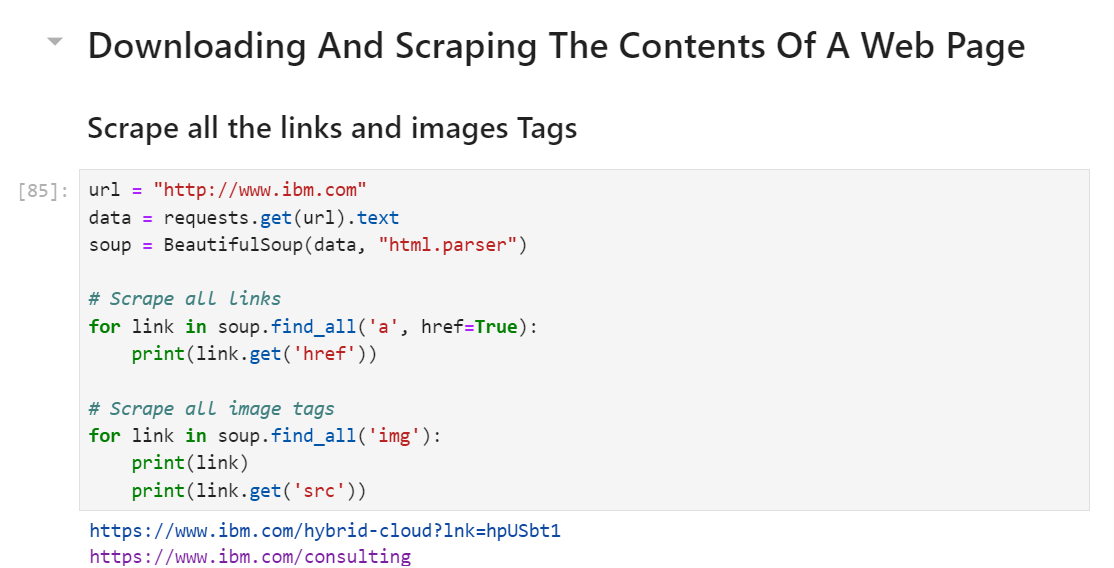 Downloading And Scraping The Contents Of A Web Page
Scrape all the links and images Tags
[85]:
url = "http://www.ibm.com"
data = requests.get(url).text
soup = BeautifulSoup(data, "html.parser")
# Scrape all links
for link in soup.find_all('a', href=True):
    print(link.get('href'))
# Scrape all image tags
for link in soup.find_all('img'):
    print(link)
    print(link.get('src'))
https://www.ibm.com/hybrid-cloud?lnk=hpUSbt1
https://www.ibm.com/consulting